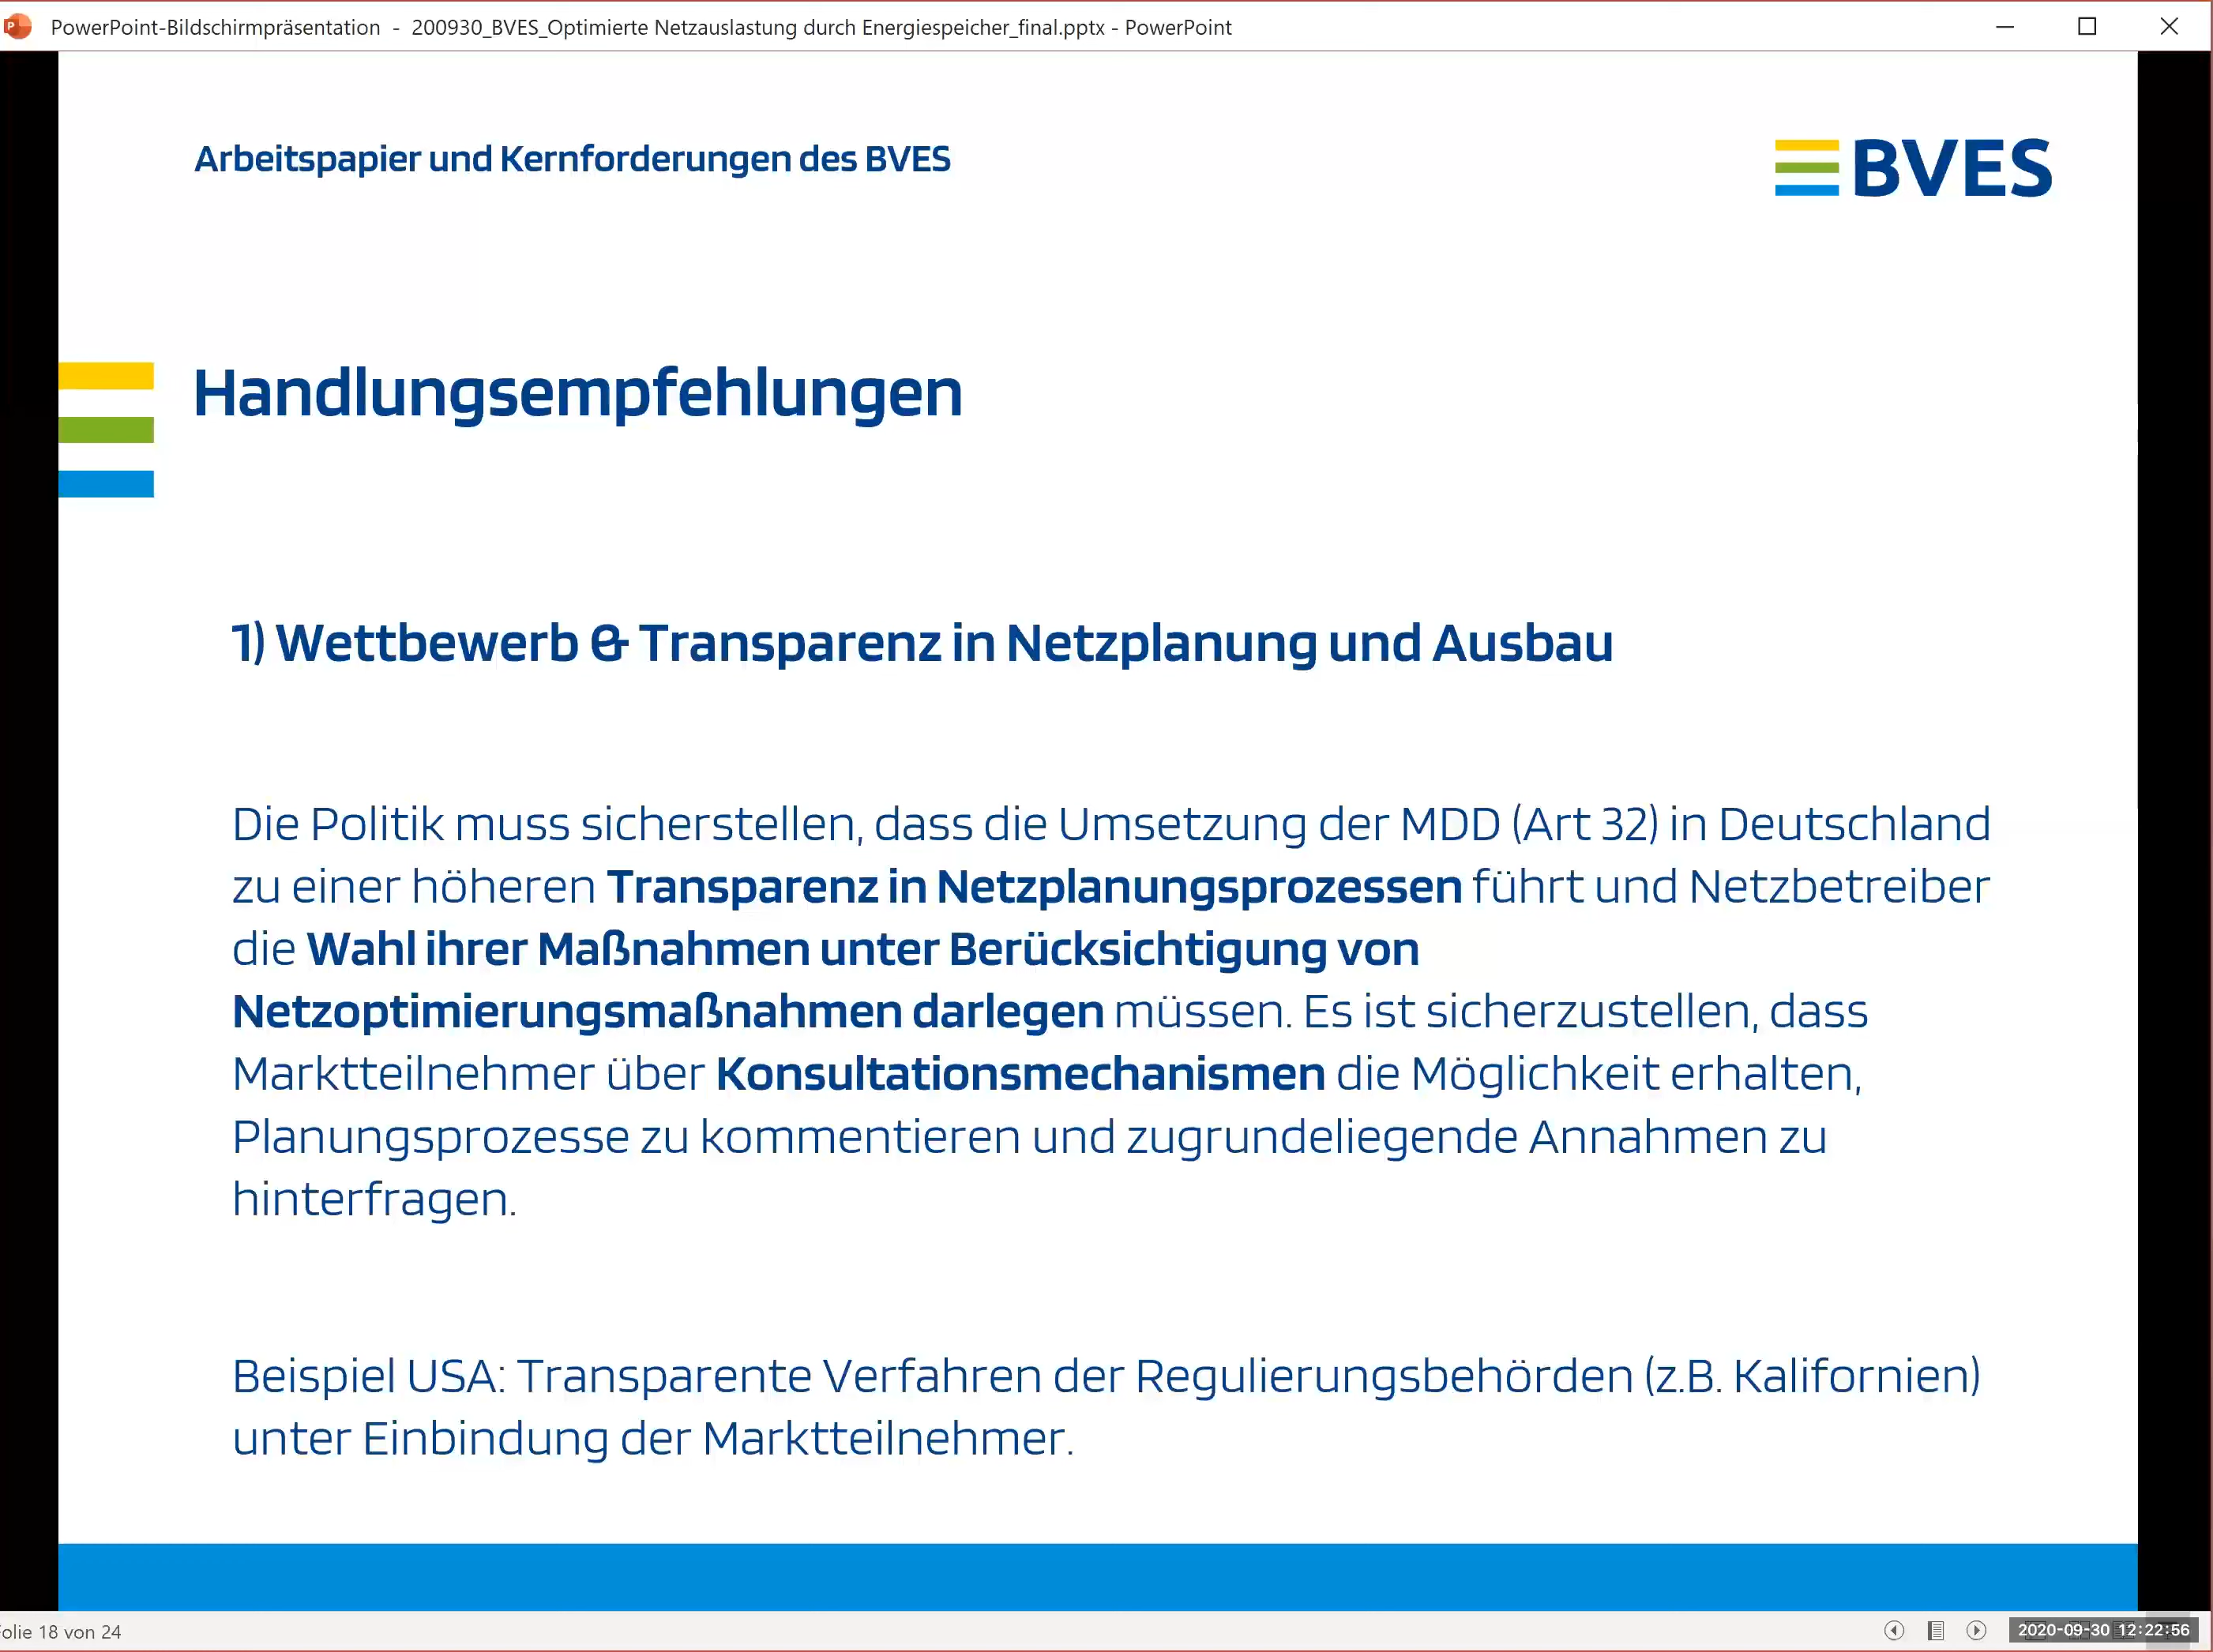 PowerPoint-Bildschirmpräsentation - 200930_BVES_Optimierte Netzauslastung durch Energiespeicher_final.pptx - PowerPoint
Arbeitspapier und Kernforderungen des BVES
BVES
Handlungsempfehlungen
1) Wettbewerb & Transparenz in Netzplanung und Ausbau
Die Politik muss sicherstellen, dass die Umsetzung der MDD (Art 32) in Deutschland
zu einer höheren Transparenz in Netzplanungsprozessen führt und Netzbetreiber
die Wahl ihrer Maßnahmen unter Berücksichtigung von
Netzoptimierungsmaßnahmen darlegen müssen. Es ist sicherzustellen, dass
Marktteilnehmer über Konsultationsmechanismen die Möglichkeit erhalten,
Planungsprozesse zu kommentieren und zugrundeliegende Annahmen zu
hinterfragen.
Beispiel USA: Transparente Verfahren der Regulierungsbehörden (z.B. Kalifornien)
unter Einbindung der Marktteilnehmer.
olie 18 von 24
2020-09-30 12:22:56